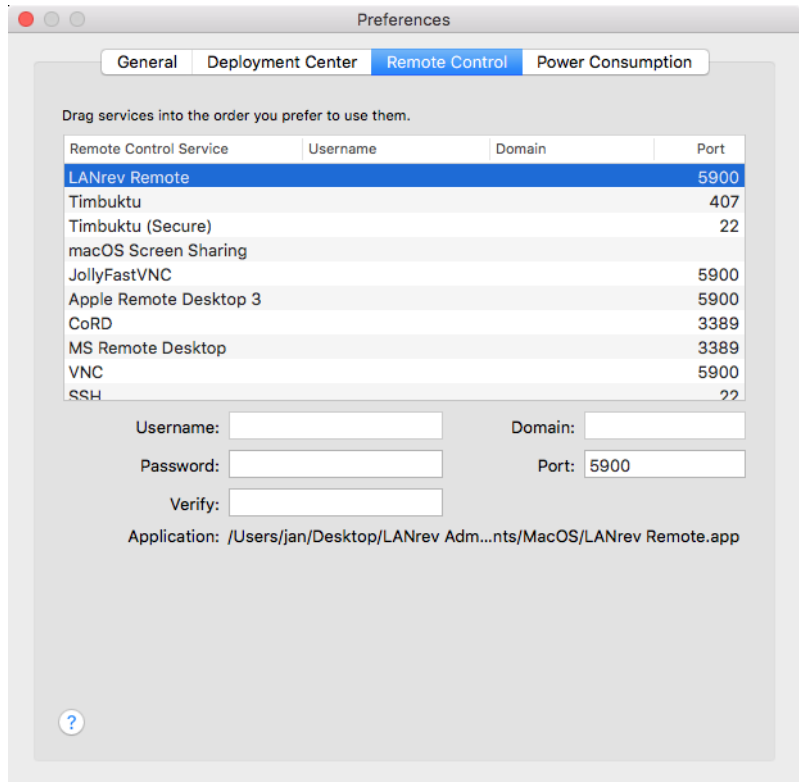 Preferences
General Deployment Center Remote Control Power Consumption
Drag services into the order you prefer to use them.
Remote Control Service Username Domain Port
LANrev Remote 5900
Timbuktu 407
Timbuktu (Secure) 22
macOS Screen Sharing
JollyFastVNC 5900
Apple Remote Desktop 3 5900
CoRD 3389
MS Remote Desktop 3389
VNC 5900
SSH 22
Username: Domain:
Password: Port: 5900
Verify:
Application: /Users/jan/Desktop/LANrev Adm...nts/MacOS/LANrev Remote.app
?